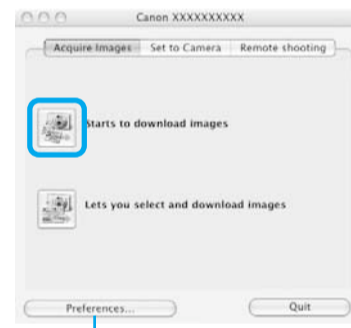 Canon XXXXXXXXXX
Acquire Images Set to Camera Remote shooting
Starts to download images
Lets you select and download images
Preferences... Quit